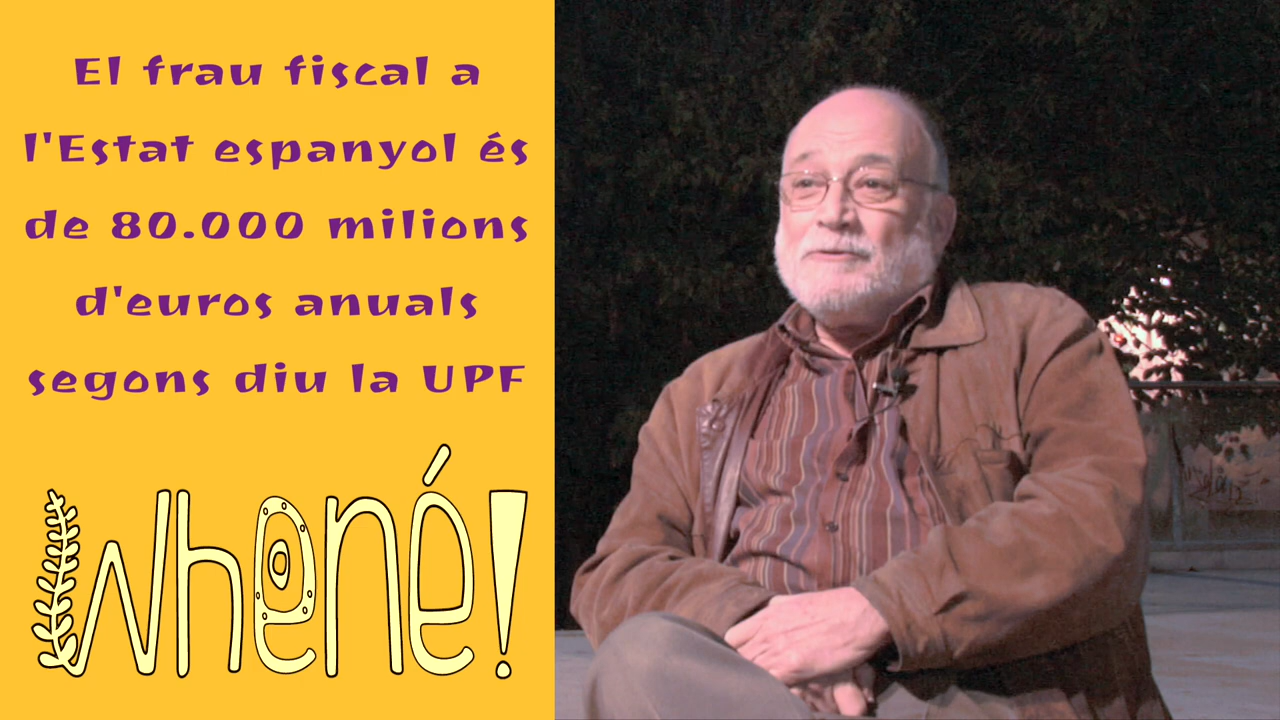 El frau fiscal a
l'Estat espanyol és
de 80.000 milions
d'euros anuals
segons diu la UPF
whené!